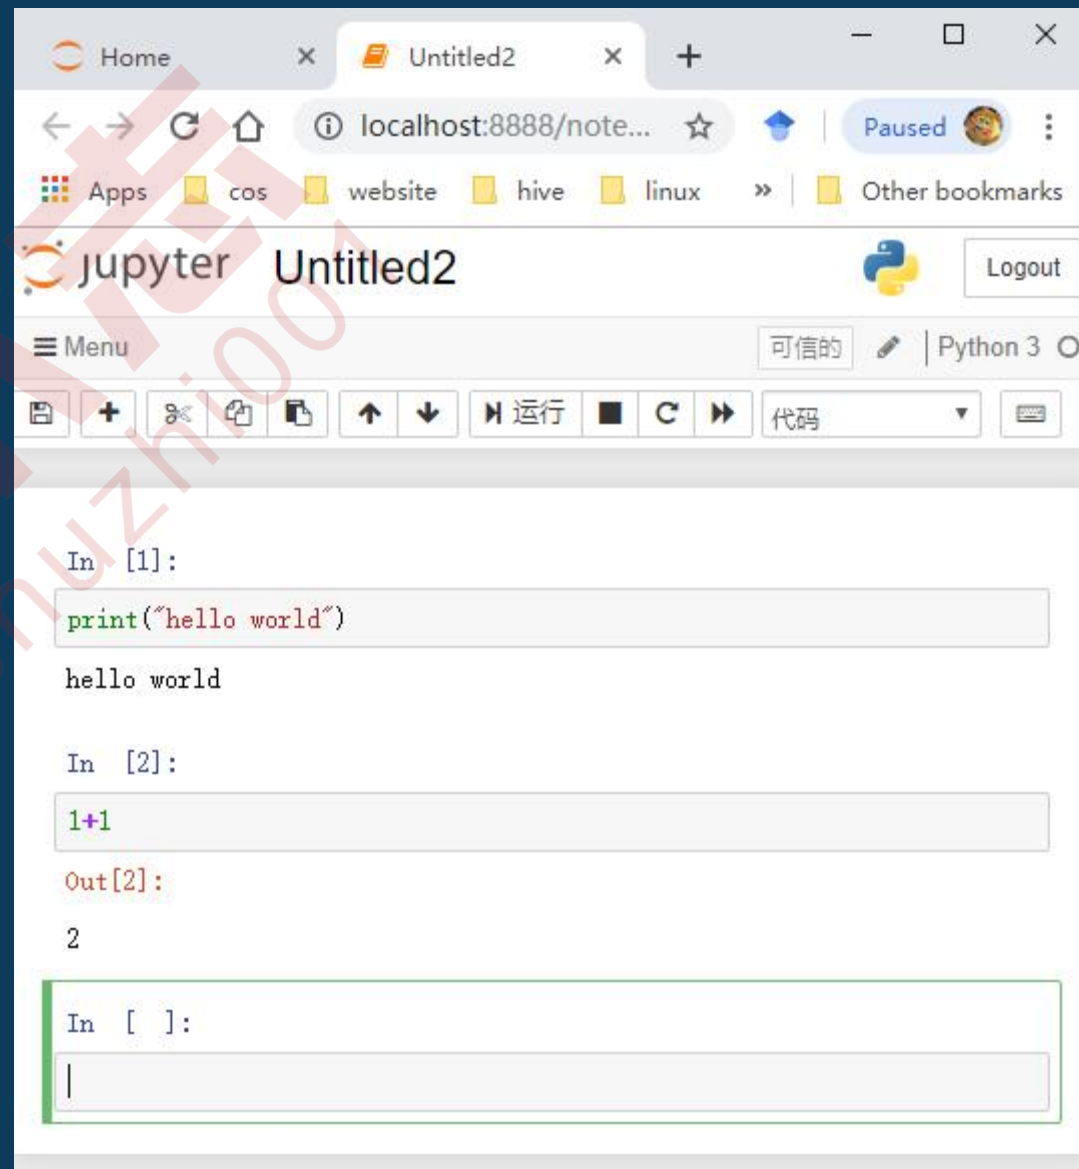 Home Untitled2
localhost:8888/note... Paused
Apps cos website hive linux » Other bookmarks
jupyter Untitled2 Logout
Menu 可信的 Python 3
运行 代码
In [1]:
print("hello world")
hello world
In [2]:
1+1
Out[2]:
2
In [ ]: